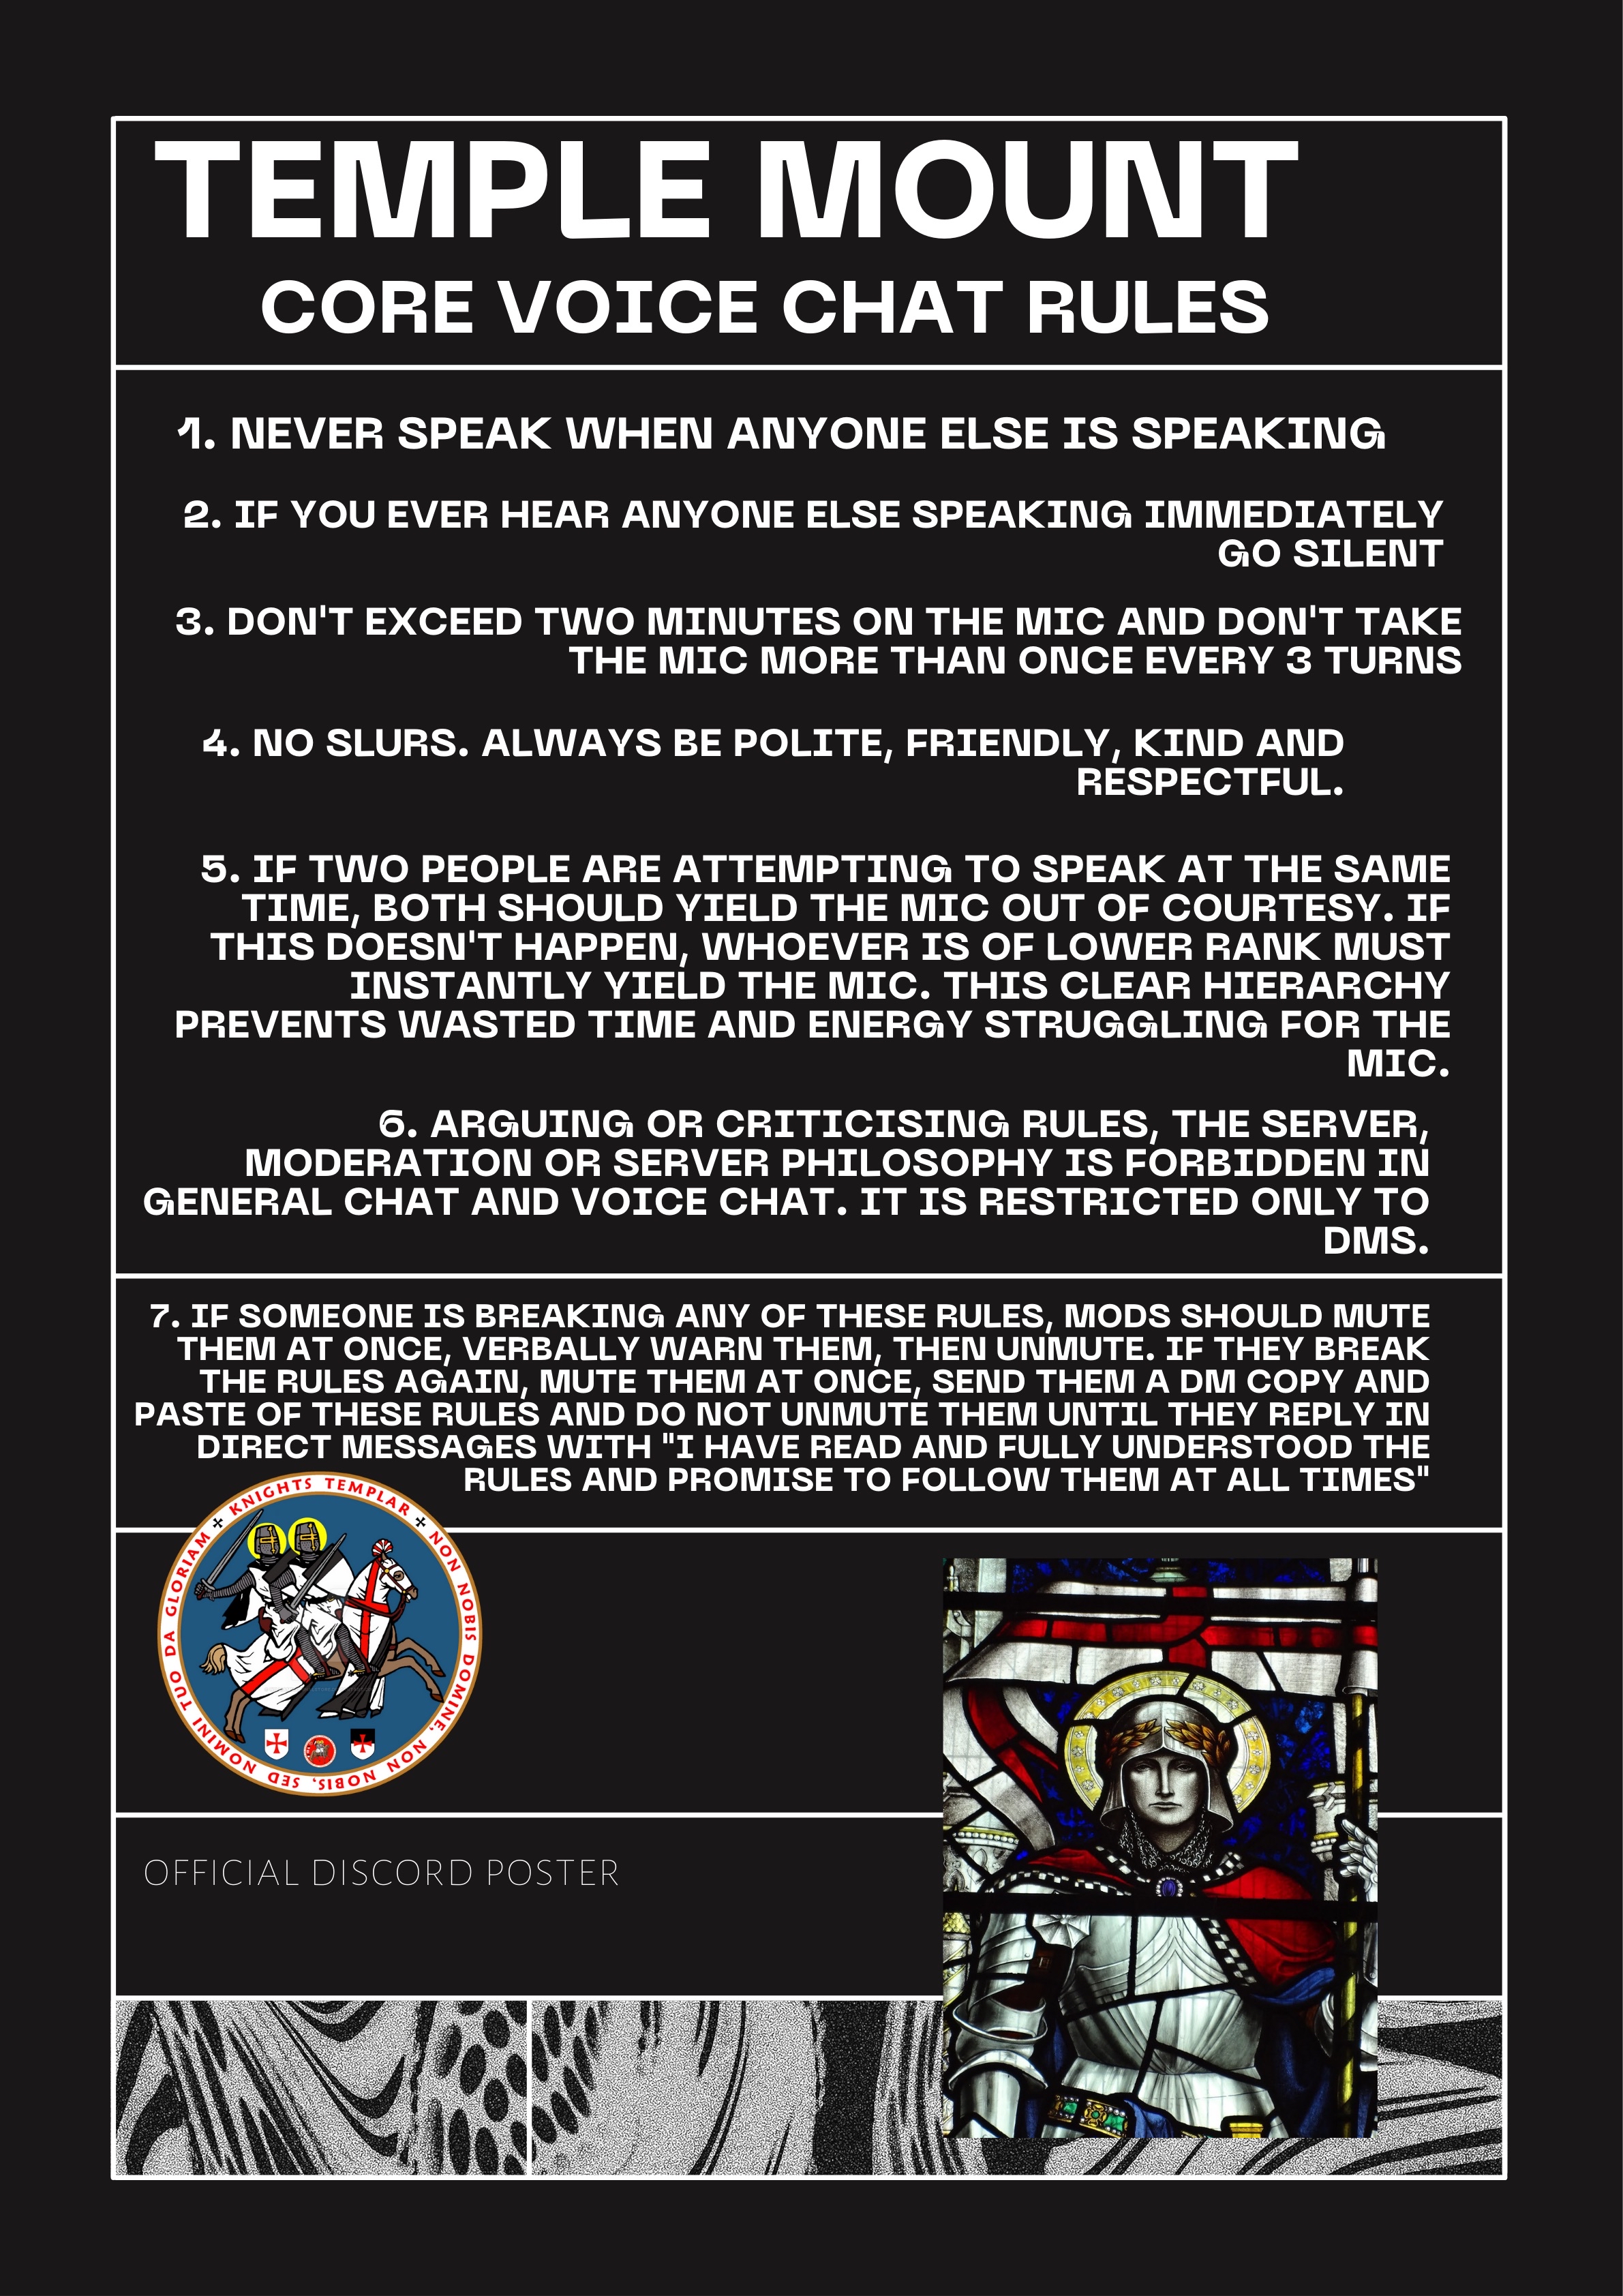 TEMPLE MOUNT
CORE VOICE CHAT RULES
1. NEVER SPEAK WHEN ANYONE ELSE IS SPEAKING
2. IF YOU EVER HEAR ANYONE ELSE SPEAKING IMMEDIATELY
GO SILENT
3. DON'T EXCEED TWO MINUTES ON THE MIC AND DON'T TAKE
THE MIC MORE THAN ONCE EVERY 3 TURNS
4. NO SLURS. ALWAYS BE POLITE, FRIENDLY, KIND AND
RESPECTFUL.
5. IF TWO PEOPLE ARE ATTEMPTING TO SPEAK AT THE SAME
TIME, BOTH SHOULD YIELD THE MIC OUT OF COURTESY. IF
THIS DOESN'T HAPPEN, WHOEVER IS OF LOWER RANK MUST
INSTANTLY YIELD THE MIC. THIS CLEAR HIERARCHY
PREVENTS WASTED TIME AND ENERGY STRUGGLING FOR THE
MIC.
6. ARGUING OR CRITICISING RULES, THE SERVER,
MODERATION OR SERVER PHILOSOPHY IS FORBIDDEN IN
GENERAL CHAT AND VOICE CHAT. IT IS RESTRICTED ONLY TO
DMS.
7. IF SOMEONE IS BREAKING ANY OF THESE RULES, MODS SHOULD MUTE
THEM AT ONCE, VERBALLY WARN THEM, THEN UNMUTE. IF THEY BREAK
THE RULES AGAIN, MUTE THEM AT ONCE, SEND THEM A DM COPY AND
PASTE OF THESE RULES AND DO NOT UNMUTE THEM UNTIL THEY REPLY IN
DIRECT MESSAGES WITH "I HAVE READ AND FULLY UNDERSTOOD THE
RULES AND PROMISE TO FOLLOW THEM AT ALL TIMES"
KNIGHTS TEMPLAR
NON NOBIS DOMINE, NON NOBIS, SED NOMINI TUO DA GLORIAM
OFFICIAL DISCORD POSTER